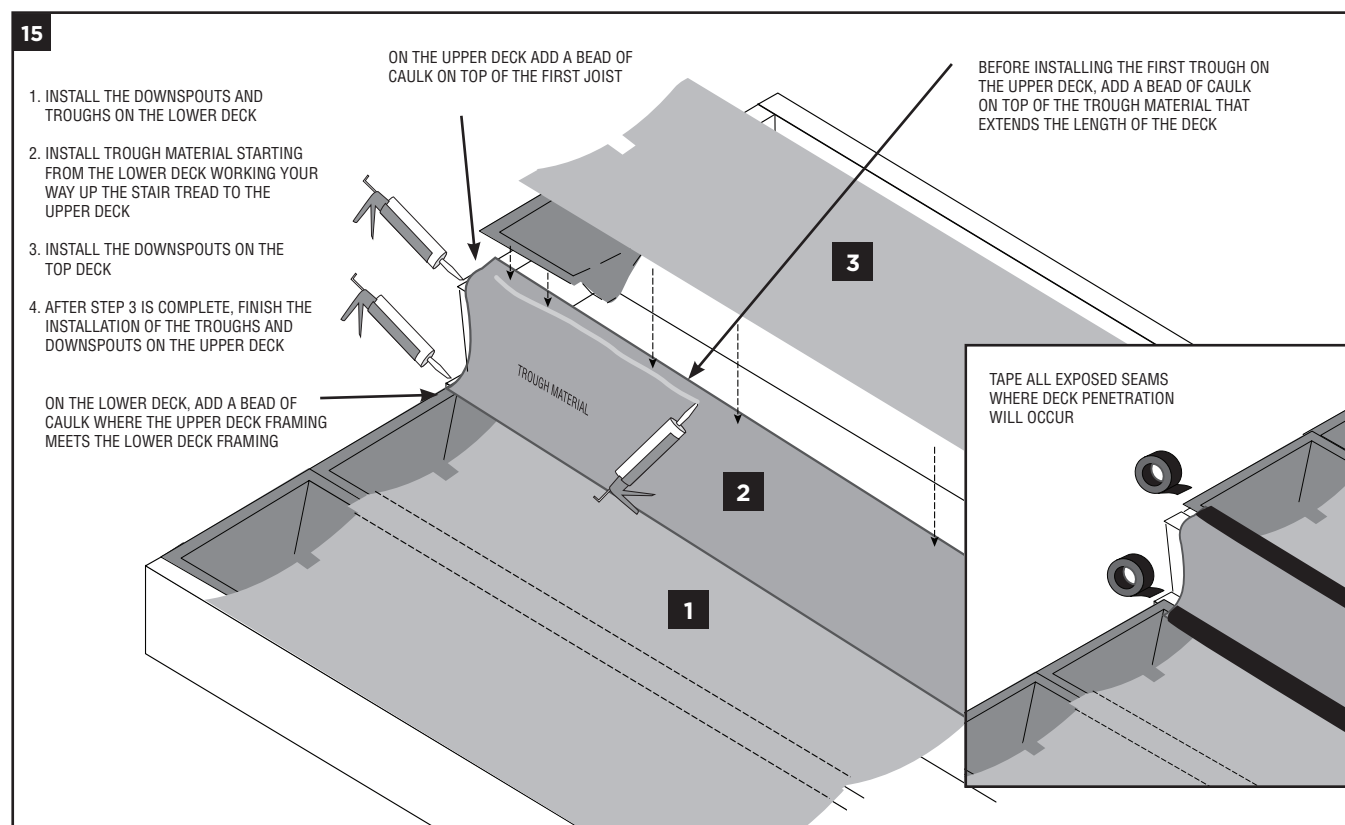 15
1. INSTALL THE DOWNSPOUTS AND
TROUGHS ON THE LOWER DECK
2. INSTALL TROUGH MATERIAL STARTING
FROM THE LOWER DECK WORKING YOUR
WAY UP THE STAIR TREAD TO THE
UPPER DECK
3. INSTALL THE DOWNSPOUTS ON THE
TOP DECK
4. AFTER STEP 3 IS COMPLETE, FINISH THE
INSTALLATION OF THE TROUGHS AND
DOWNSPOUTS ON THE UPPER DECK
ON THE LOWER DECK, ADD A BEAD OF
CAULK WHERE THE UPPER DECK FRAMING
MEETS THE LOWER DECK FRAMING
ON THE UPPER DECK ADD A BEAD OF
CAULK ON TOP OF THE FIRST JOIST
BEFORE INSTALLING THE FIRST TROUGH ON
THE UPPER DECK, ADD A BEAD OF CAULK
ON TOP OF THE TROUGH MATERIAL THAT
EXTENDS THE LENGTH OF THE DECK
3
TROUGH MATERIAL
2
1
TAPE ALL EXPOSED SEAMS
WHERE DECK PENETRATION
WILL OCCUR